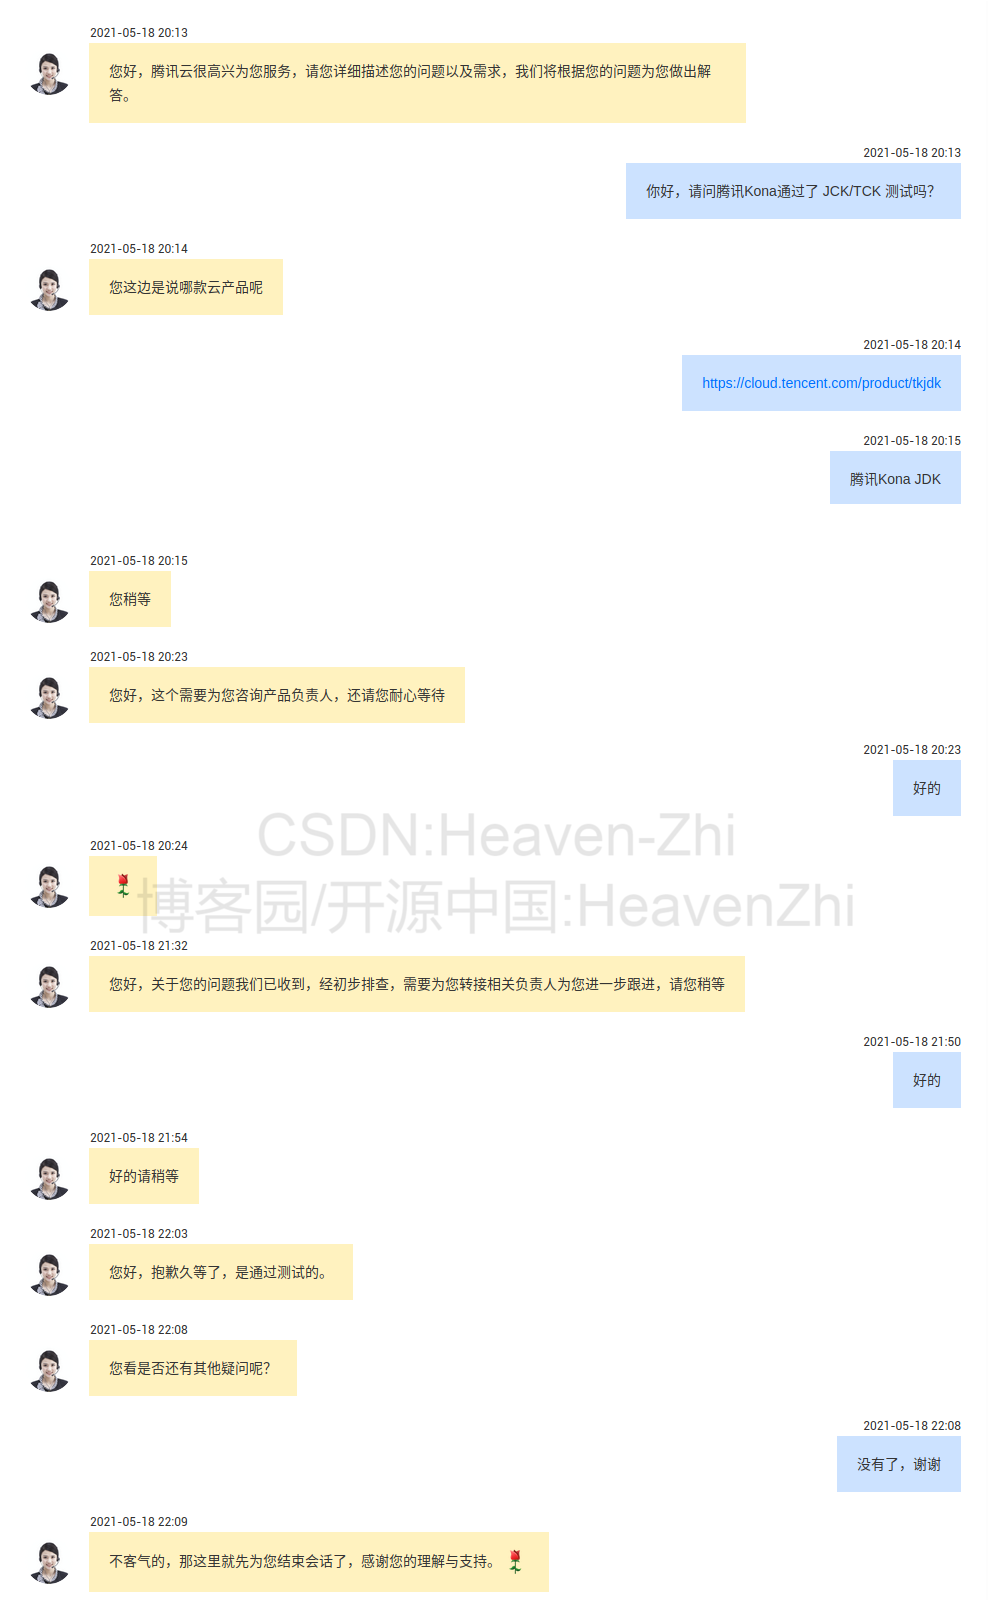 2021-05-18 20:13
您好，腾讯云很高兴为您服务，请您详细描述您的问题以及需求，我们将根据您的问题为您做出解
答。
2021-05-18 20:13
你好，请问腾讯Kona通过了 JCK/TCK 测试吗？
2021-05-18 20:14
您这边是说哪款云产品呢
2021-05-18 20:14
https://cloud.tencent.com/product/tkjdk
2021-05-18 20:15
腾讯Kona JDK
2021-05-18 20:15
您稍等
2021-05-18 20:23
您好，这个需要为您咨询产品负责人，还请您耐心等待
2021-05-18 20:23
好的
CSDN:Heaven-Zhi
2021-05-18 20:24
博客园/开源中国:HeavenZhi
2021-05-18 21:32
您好，关于您的问题我们已收到，经初步排查，需要为您转接相关负责人为您进一步跟进，请您稍等
2021-05-18 21:50
好的
2021-05-18 21:54
好的请稍等
2021-05-18 22:03
您好，抱歉久等了，是通过测试的。
2021-05-18 22:08
您看是否还有其他疑问呢？
2021-05-18 22:08
没有了，谢谢
2021-05-18 22:09
不客气的，那这里就先为您结束会话了，感谢您的理解与支持。